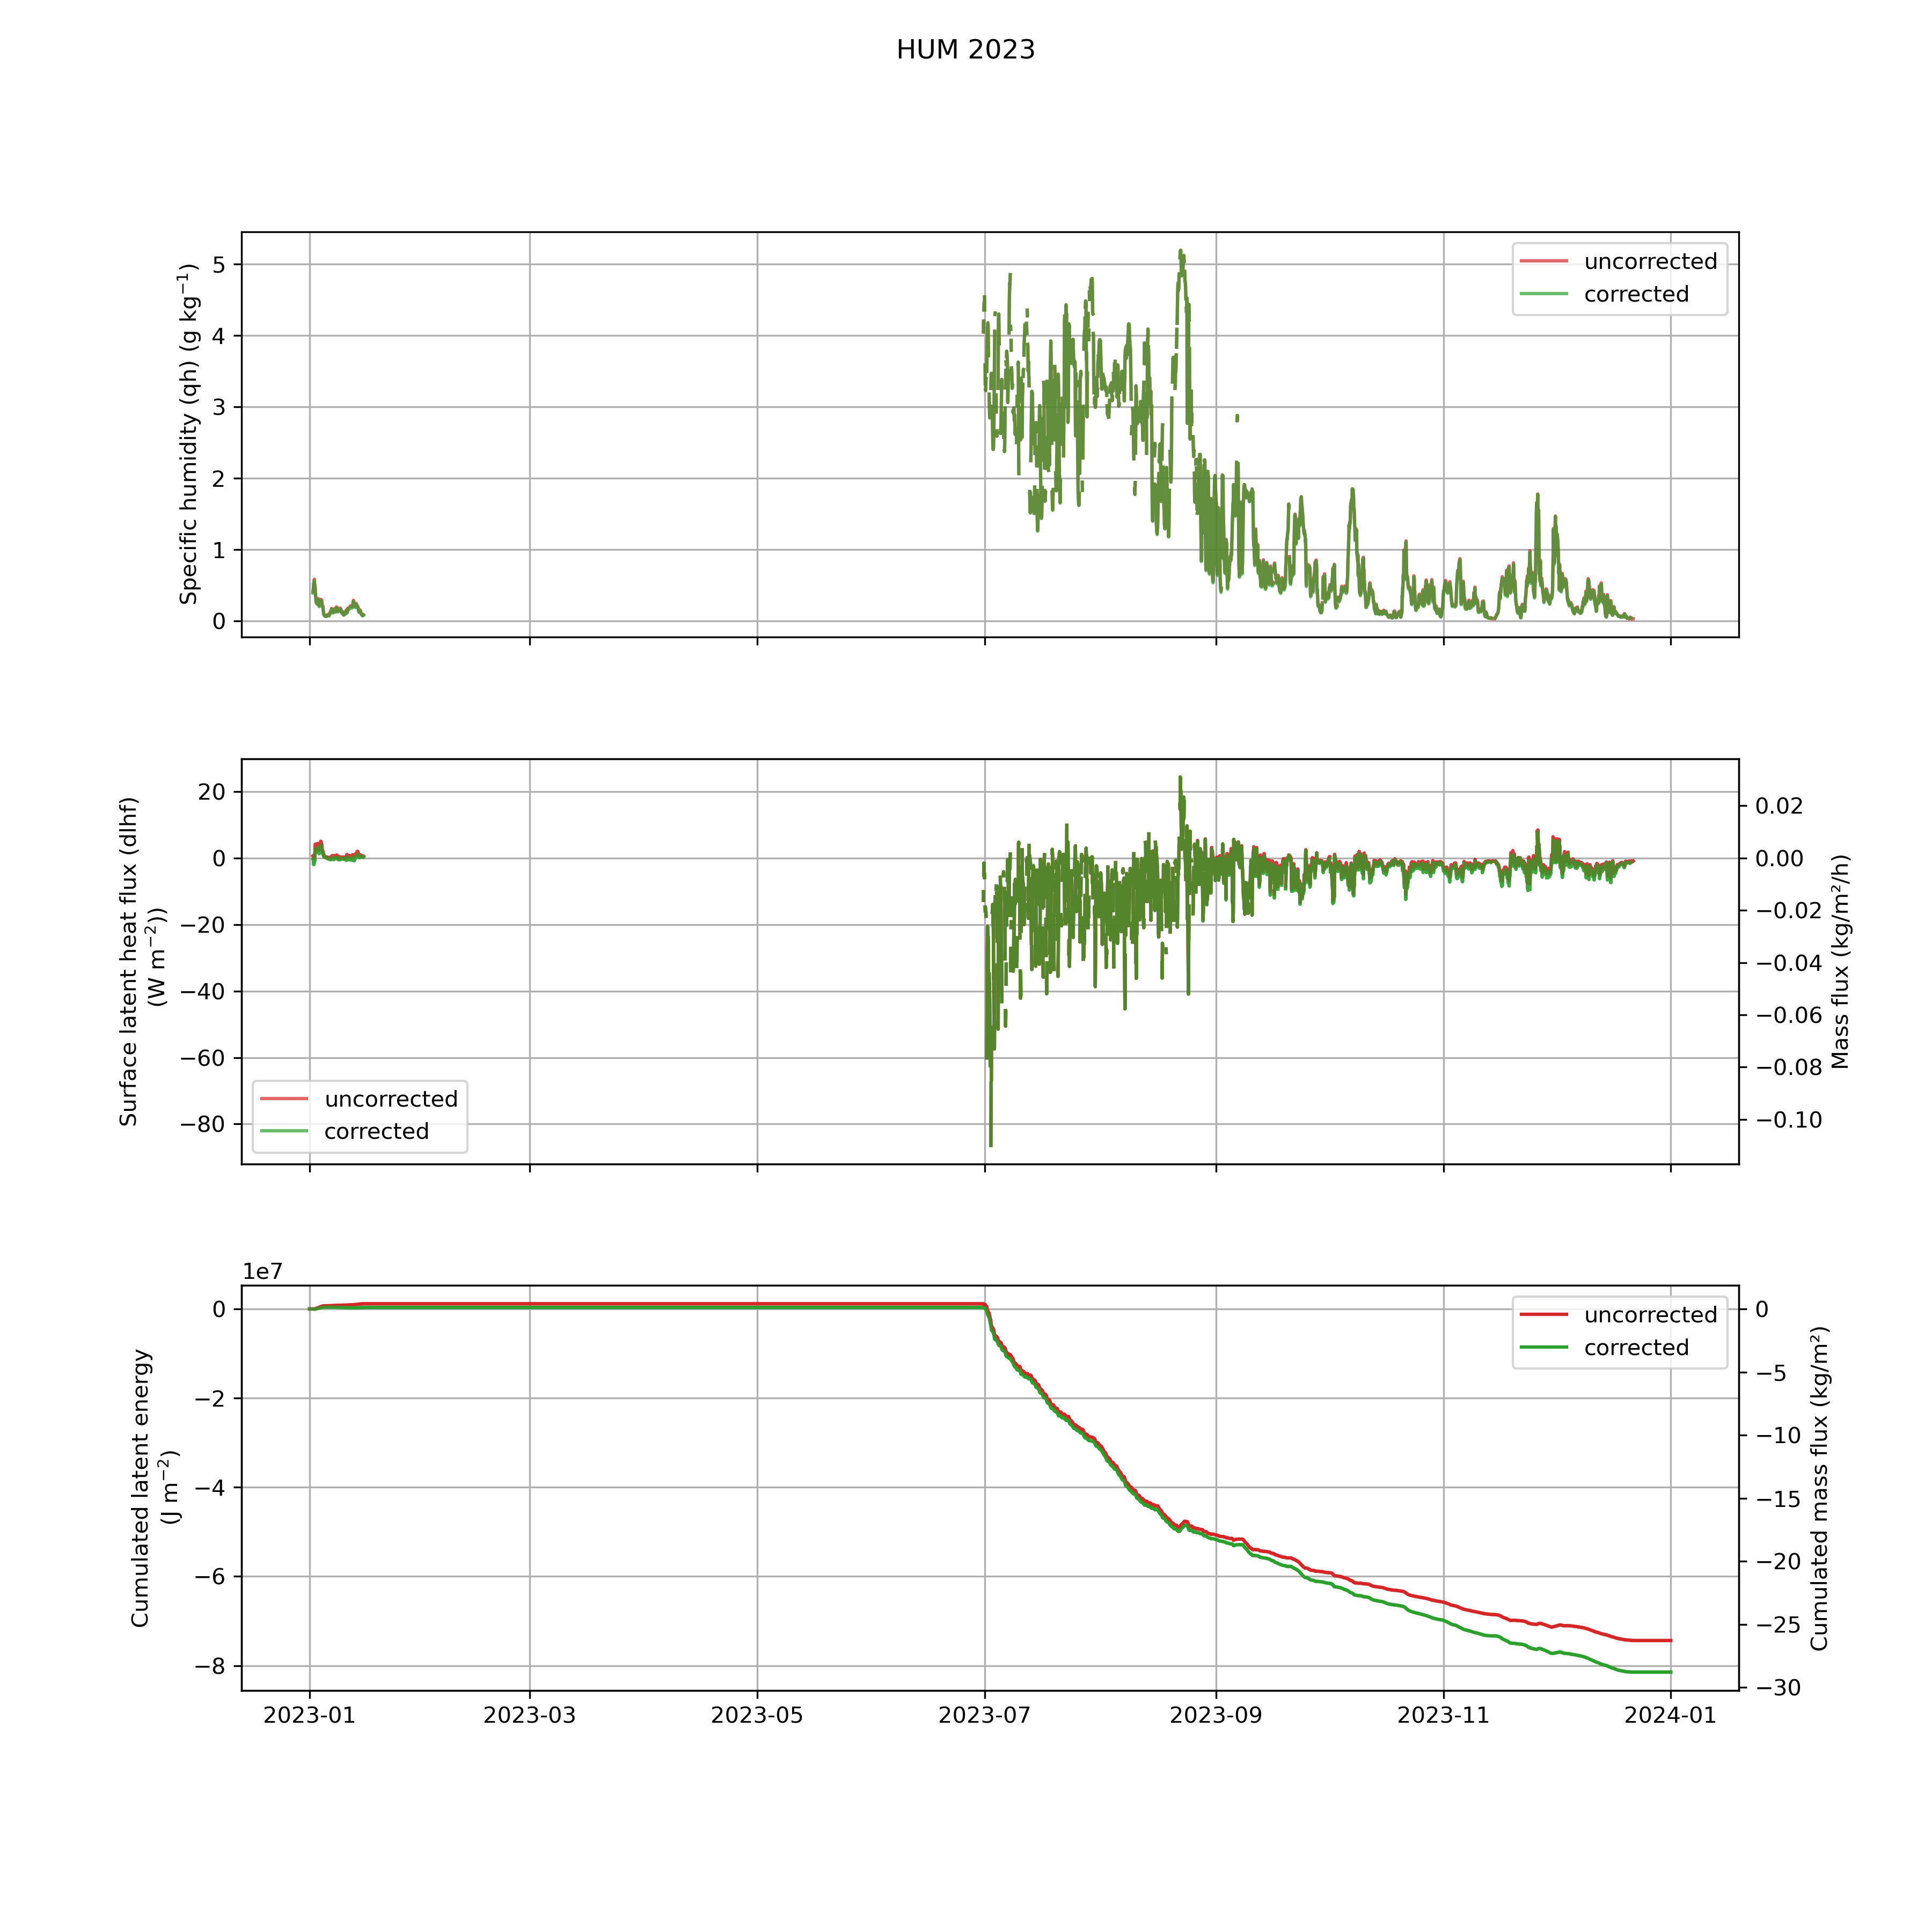 HUM 2023
Specific humidity (qh) (g kg⁻¹)
5
4
3
2
1
0
uncorrected
corrected
Surface latent heat flux (dlhf)
(W m⁻²))
20
0
−20
−40
−60
−80
uncorrected
corrected
0.02
0.00
−0.02
−0.04
−0.06
−0.08
−0.10
Mass flux (kg/m²/h)
1e7
Cumulated latent energy
(J m⁻²)
0
−2
−4
−6
−8
uncorrected
corrected
0
−5
−10
−15
−20
−25
−30
Cumulated mass flux (kg/m²)
2023-01 2023-03 2023-05 2023-07 2023-09 2023-11 2024-01